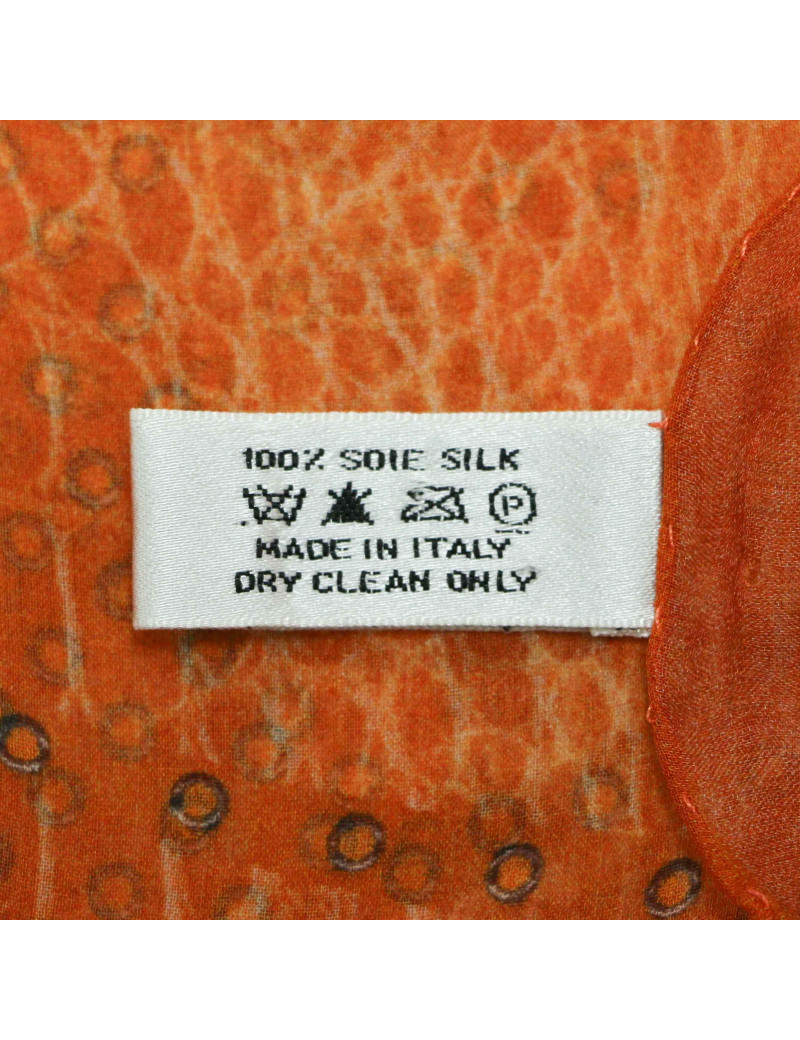 100% SOIE SILK
P
MADE IN ITALY
DRY CLEAN ONLY